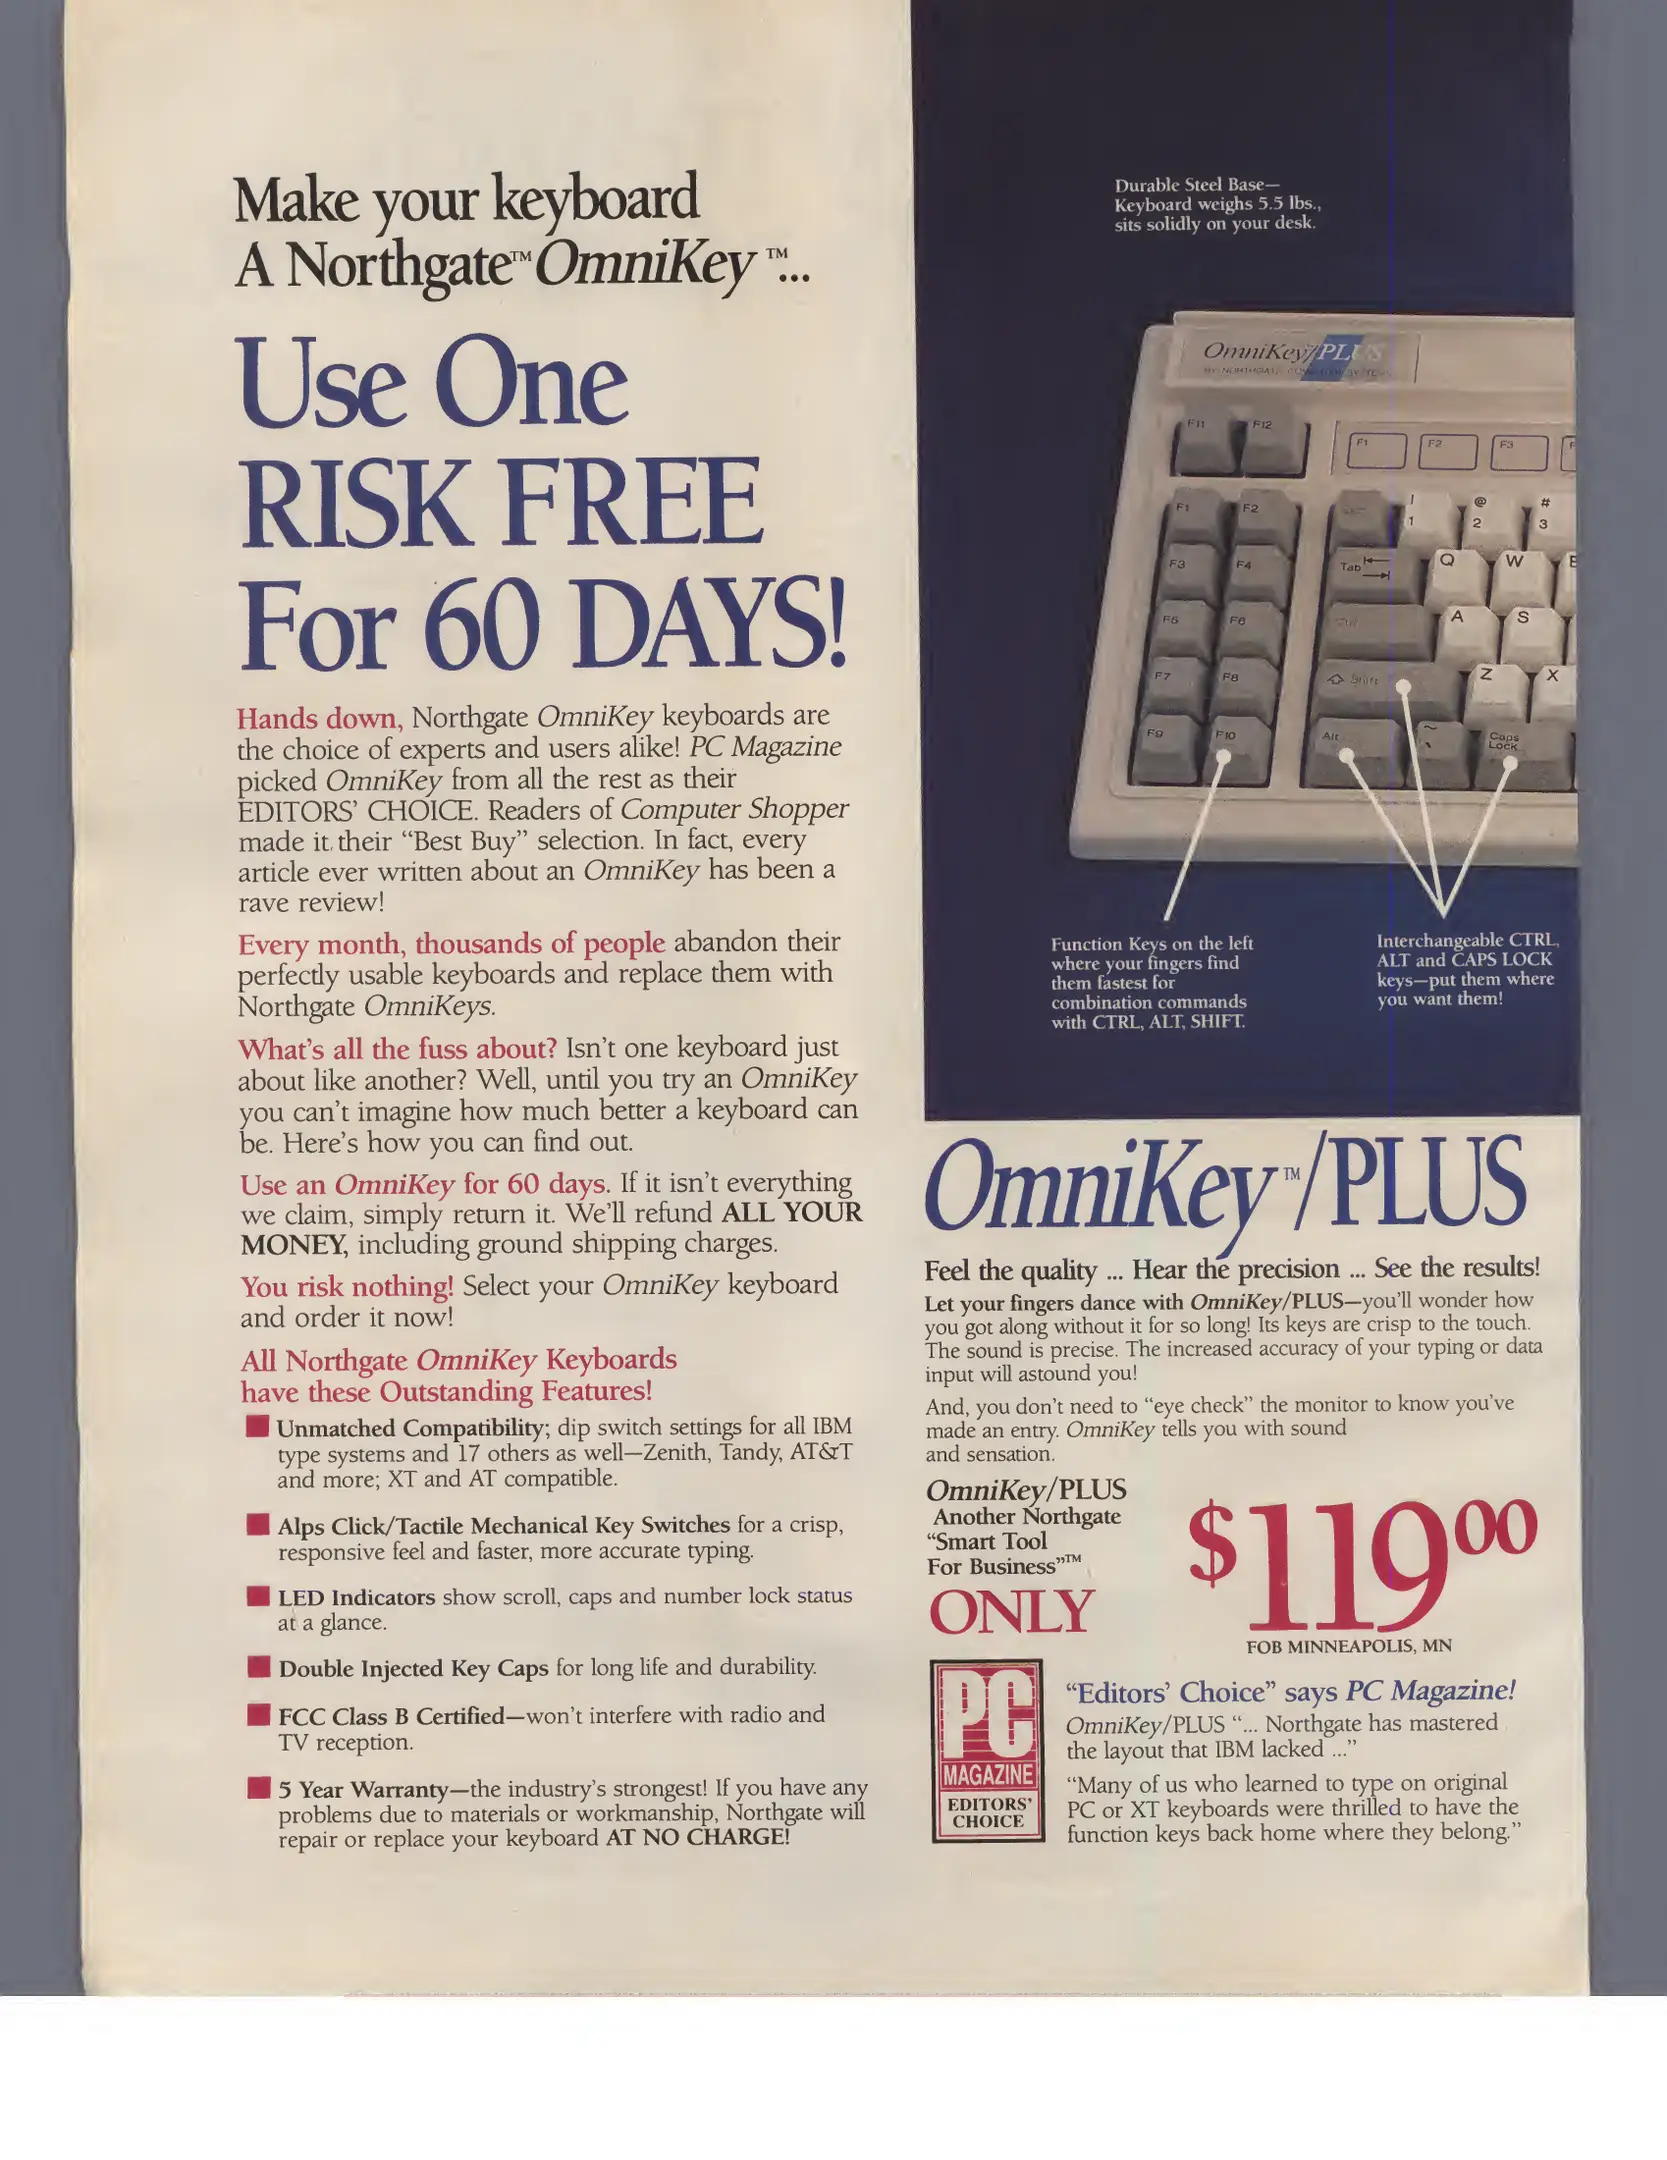 Make your keyboard
A Northgate™ OmniKey™...
Use One
RISK FREE
For 60 DAYS!
Hands down, Northgate OmniKey keyboards are
the choice of experts and users alike! PC Magazine
picked OmniKey from all the rest as their
EDITORS' CHOICE. Readers of Computer Shopper
made it their "Best Buy" selection. In fact, every
article ever written about an OmniKey has been a
rave review!
Every month, thousands of people abandon their
perfectly usable keyboards and replace them with
Northgate OmniKeys.
What's all the fuss about? Isn't one keyboard just
about like another? Well, until you try an OmniKey
you can't imagine how much better a keyboard can
be. Here's how you can find out.
Use an OmniKey for 60 days. If it isn't everything
we claim, simply return it. We'll refund ALL YOUR
MONEY, including ground shipping charges.
You risk nothing! Select your OmniKey keyboard
and order it now!
All Northgate OmniKey Keyboards
have these Outstanding Features!
Unmatched Compatibility; dip switch settings for all IBM
type systems and 17 others as well—Zenith, Tandy, AT&T
and more; XT and AT compatible.
Alps Click/Tactile Mechanical Key Switches for a crisp,
responsive feel and faster, more accurate typing.
LED Indicators show scroll, caps and number lock status
at a glance.
Double Injected Key Caps for long life and durability.
FCC Class B Certified—won't interfere with radio and
TV reception.
5 Year Warranty—the industry's strongest! If you have any
problems due to materials or workmanship, Northgate will
repair or replace your keyboard AT NO CHARGE!
Durable Steel Base—
Keyboard weighs 5.5 lbs.,
sits solidly on your desk.
OmniKey/PLUS
BY NORTHGATE COMPUTER SYSTEMS
F11 F12 F1 F2 F3 F
F1 F2 ! 1 @ 2 # 3
F3 F4 Tab Q W E
F5 F6 Ctrl A S
F7 F8 Shift Z X
F9 F10 Alt ~ ` Caps Lock
Function Keys on the left
where your fingers find
them fastest for
combination commands
with CTRL, ALT, SHIFT.
Interchangeable CTRL,
ALT and CAPS LOCK
keys—put them where
you want them!
OmniKey™/PLUS
Feel the quality ... Hear the precision ... See the results!
Let your fingers dance with OmniKey/PLUS—you'll wonder how
you got along without it for so long! Its keys are crisp to the touch.
The sound is precise. The increased accuracy of your typing or data
input will astound you!
And, you don't need to "eye check" the monitor to know you've
made an entry. OmniKey tells you with sound
and sensation.
OmniKey/PLUS
Another Northgate
"Smart Tool
For Business"™
ONLY
$119 00
FOB MINNEAPOLIS, MN
PC
MAGAZINE
EDITORS'
CHOICE
"Editors' Choice" says PC Magazine!
OmniKey/PLUS "... Northgate has mastered
the layout that IBM lacked ..."
"Many of us who learned to type on original
PC or XT keyboards were thrilled to have the
function keys back home where they belong."